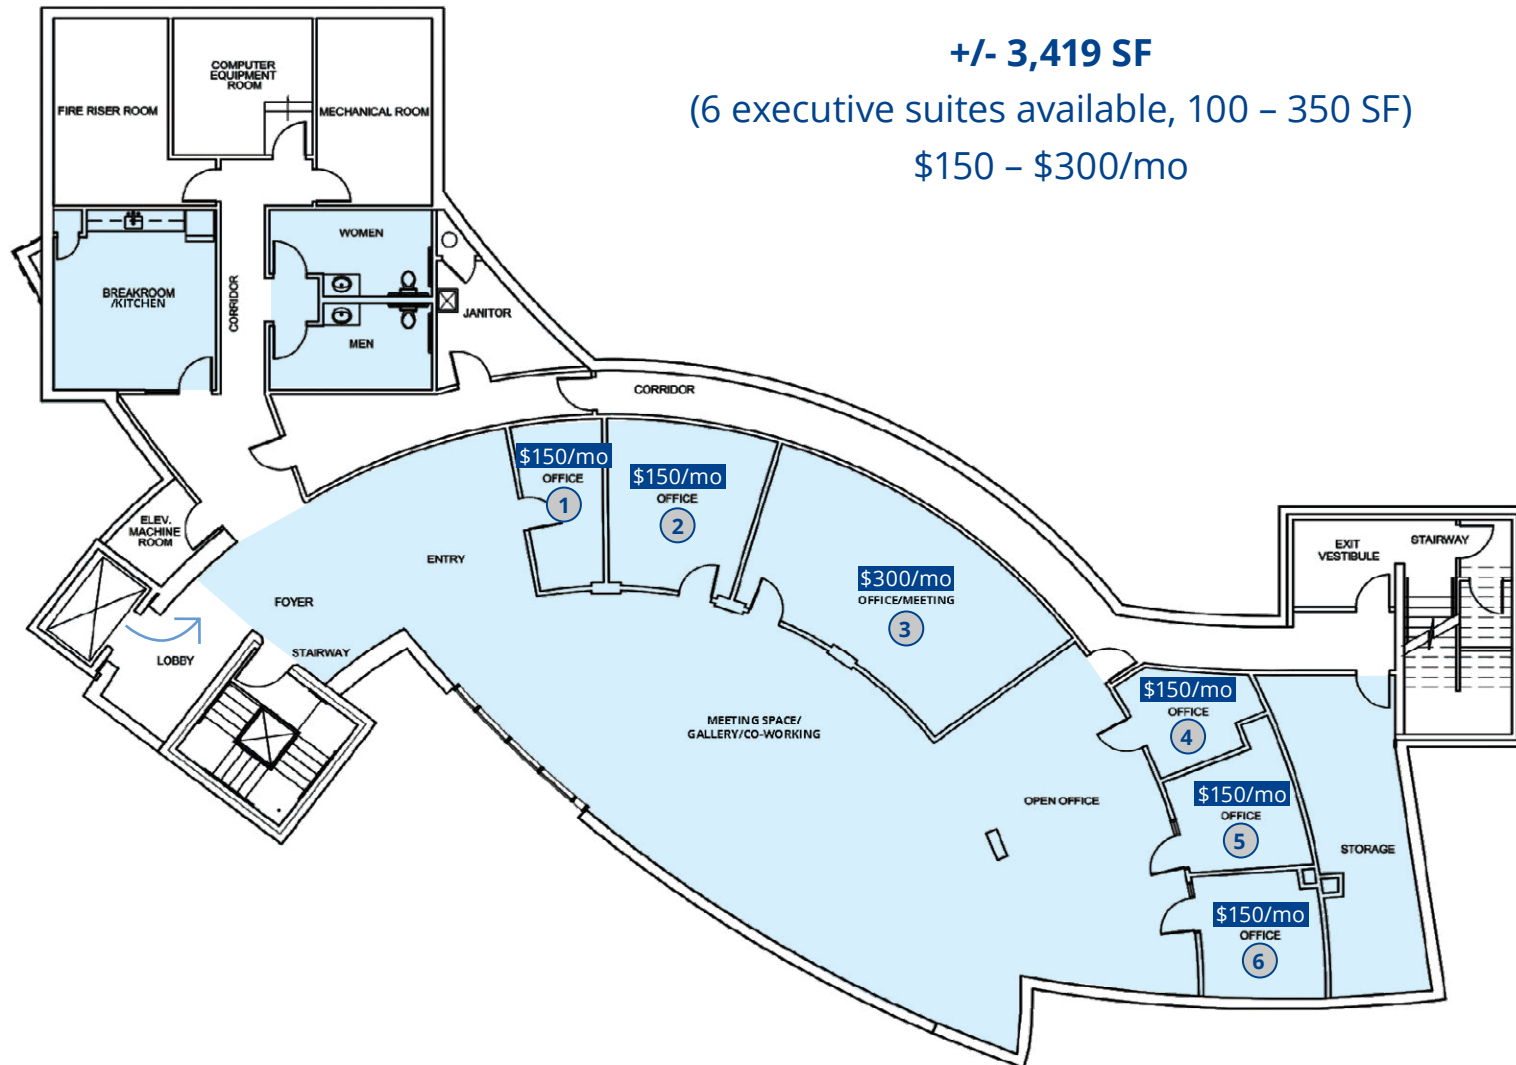 +/- 3,419 SF
(6 executive suites available, 100 – 350 SF)
$150 – $300/mo
FIRE RISER ROOM
COMPUTER
EQUIPMENT
ROOM
MECHANICAL ROOM
BREAKROOM
/KITCHEN
CORRIDOR
WOMEN
MEN
JANITOR
CORRIDOR
$150/mo
OFFICE
1
$150/mo
OFFICE
2
$300/mo
OFFICE/MEETING
3
ELEV.
MACHINE
ROOM
ENTRY
FOYER
LOBBY
STAIRWAY
EXIT
VESTIBULE
STAIRWAY
MEETING SPACE/
GALLERY/CO-WORKING
OPEN OFFICE
$150/mo
OFFICE
4
$150/mo
OFFICE
5
STORAGE
$150/mo
OFFICE
6